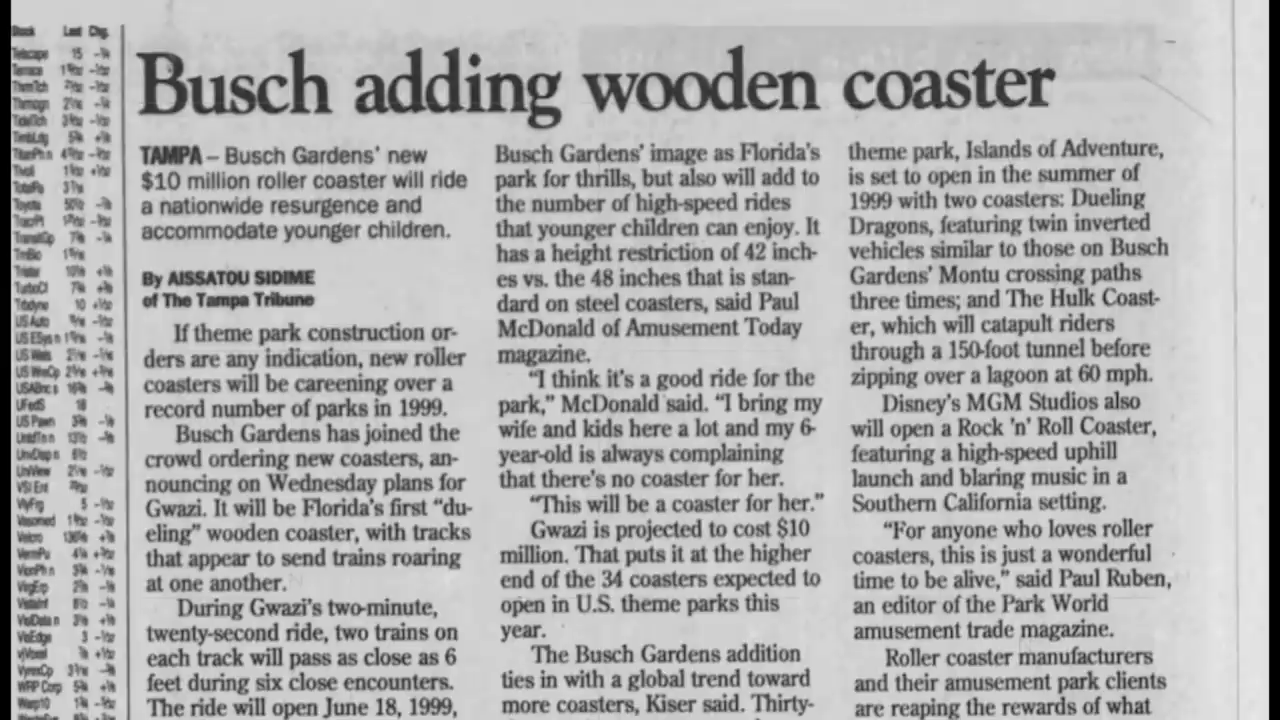 Stock Last Chg.
Busch adding wooden coaster
TAMPA – Busch Gardens' new
$10 million roller coaster will ride
a nationwide resurgence and
accommodate younger children.
By AISSATOU SIDIME
of The Tampa Tribune
If theme park construction or-
ders are any indication, new roller
coasters will be careening over a
record number of parks in 1999.
Busch Gardens has joined the
crowd ordering new coasters, an-
nouncing on Wednesday plans for
Gwazi. It will be Florida's first “du-
eling” wooden coaster, with tracks
that appear to send trains roaring
at one another.
During Gwazi's two-minute,
twenty-second ride, two trains on
each track will pass as close as 6
feet during six close encounters.
The ride will open June 18, 1999,
Busch Gardens' image as Florida's
park for thrills, but also will add to
the number of high-speed rides
that younger children can enjoy. It
has a height restriction of 42 inch-
es vs. the 48 inches that is stan-
dard on steel coasters, said Paul
McDonald of Amusement Today
magazine.
“I think it's a good ride for the
park,” McDonald said. “I bring my
wife and kids here a lot and my 6-
year-old is always complaining
that there's no coaster for her.
“This will be a coaster for her.”
Gwazi is projected to cost $10
million. That puts it at the higher
end of the 34 coasters expected to
open in U.S. theme parks this
year.
The Busch Gardens addition
ties in with a global trend toward
more coasters, Kiser said. Thirty-
theme park, Islands of Adventure,
is set to open in the summer of
1999 with two coasters: Dueling
Dragons, featuring twin inverted
vehicles similar to those on Busch
Gardens' Montu crossing paths
three times; and The Hulk Coast-
er, which will catapult riders
through a 150-foot tunnel before
zipping over a lagoon at 60 mph.
Disney's MGM Studios also
will open a Rock 'n' Roll Coaster,
featuring a high-speed uphill
launch and blaring music in a
Southern California setting.
“For anyone who loves roller
coasters, this is just a wonderful
time to be alive,” said Paul Ruben,
an editor of the Park World
amusement trade magazine.
Roller coaster manufacturers
and their amusement park clients
are reaping the rewards of what